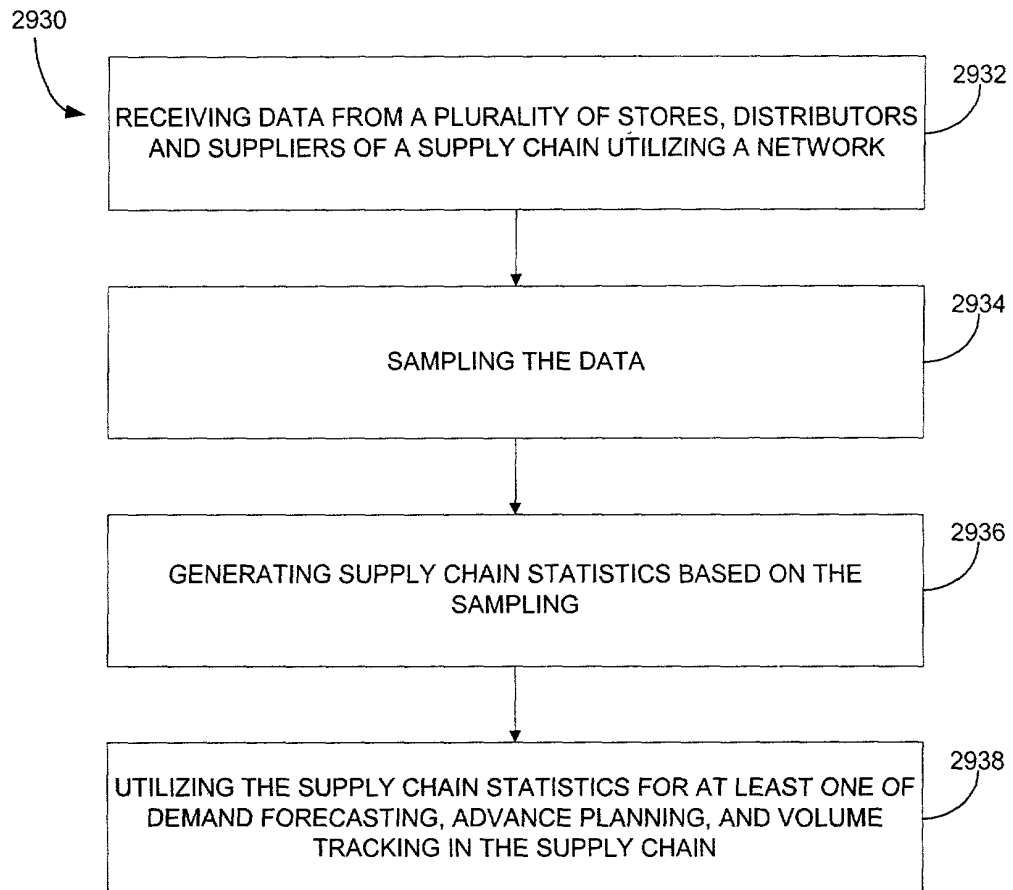 2930
2932
RECEIVING DATA FROM A PLURALITY OF STORES, DISTRIBUTORS
AND SUPPLIERS OF A SUPPLY CHAIN UTILIZING A NETWORK
2934
SAMPLING THE DATA
2936
GENERATING SUPPLY CHAIN STATISTICS BASED ON THE
SAMPLING
2938
UTILIZING THE SUPPLY CHAIN STATISTICS FOR AT LEAST ONE OF
DEMAND FORECASTING, ADVANCE PLANNING, AND VOLUME
TRACKING IN THE SUPPLY CHAIN